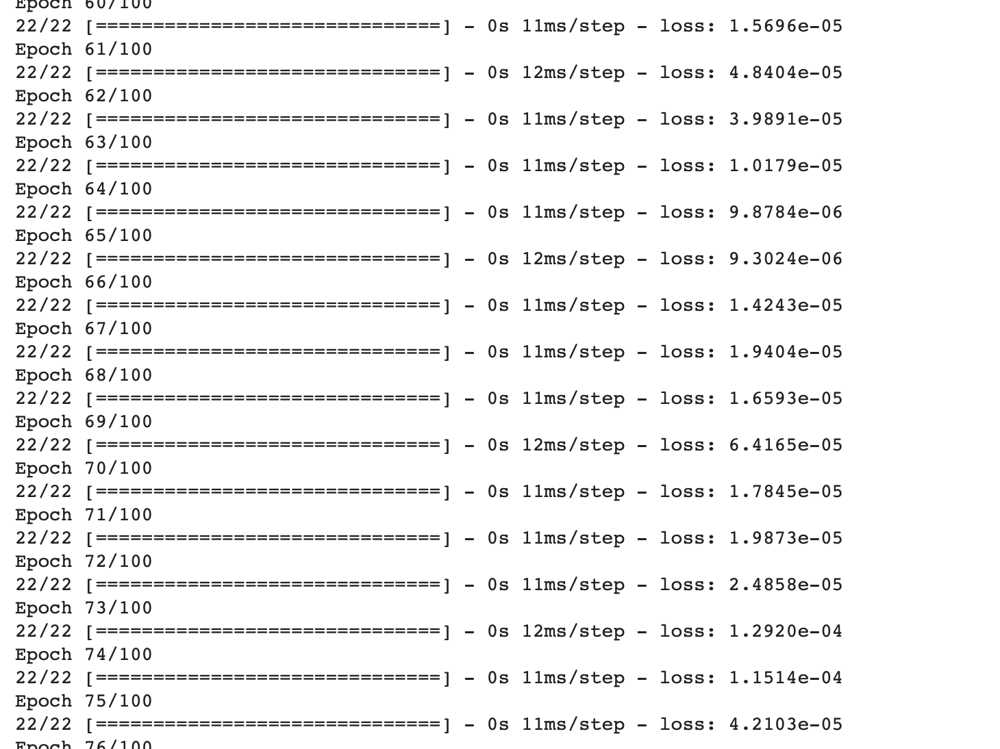 Epoch 60/100
22/22 [==============================] - 0s 11ms/step - loss: 1.5696e-05
Epoch 61/100
22/22 [==============================] - 0s 12ms/step - loss: 4.8404e-05
Epoch 62/100
22/22 [==============================] - 0s 11ms/step - loss: 3.9891e-05
Epoch 63/100
22/22 [==============================] - 0s 11ms/step - loss: 1.0179e-05
Epoch 64/100
22/22 [==============================] - 0s 11ms/step - loss: 9.8784e-06
Epoch 65/100
22/22 [==============================] - 0s 12ms/step - loss: 9.3024e-06
Epoch 66/100
22/22 [==============================] - 0s 11ms/step - loss: 1.4243e-05
Epoch 67/100
22/22 [==============================] - 0s 11ms/step - loss: 1.9404e-05
Epoch 68/100
22/22 [==============================] - 0s 11ms/step - loss: 1.6593e-05
Epoch 69/100
22/22 [==============================] - 0s 12ms/step - loss: 6.4165e-05
Epoch 70/100
22/22 [==============================] - 0s 11ms/step - loss: 1.7845e-05
Epoch 71/100
22/22 [==============================] - 0s 11ms/step - loss: 1.9873e-05
Epoch 72/100
22/22 [==============================] - 0s 11ms/step - loss: 2.4858e-05
Epoch 73/100
22/22 [==============================] - 0s 12ms/step - loss: 1.2920e-04
Epoch 74/100
22/22 [==============================] - 0s 11ms/step - loss: 1.1514e-04
Epoch 75/100
22/22 [==============================] - 0s 11ms/step - loss: 4.2103e-05
Epoch 76/100